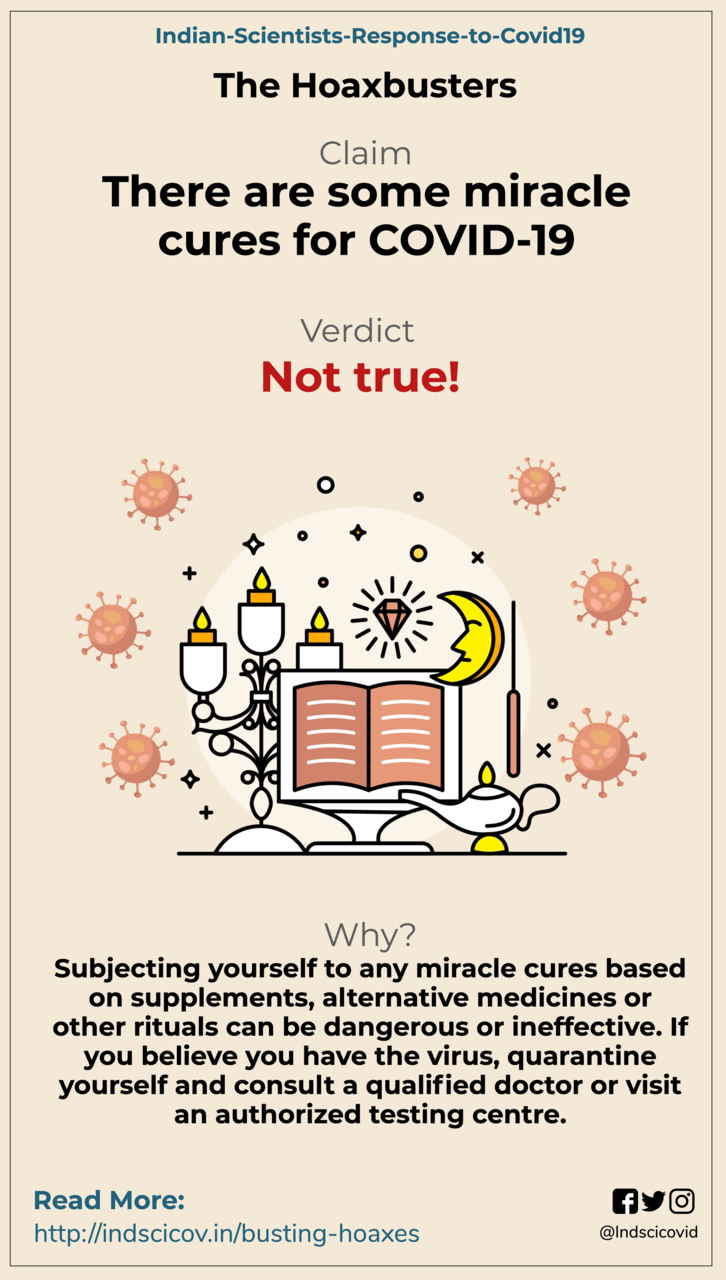 Indian-Scientists-Response-to-Covid19
The Hoaxbusters
Claim
There are some miracle
cures for COVID-19
Verdict
Not true!
Why?
Subjecting yourself to any miracle cures based
on supplements, alternative medicines or
other rituals can be dangerous or ineffective. If
you believe you have the virus, quarantine
yourself and consult a qualified doctor or visit
an authorized testing centre.
Read More:
http://indscicov.in/busting-hoaxes
@Indscicovid